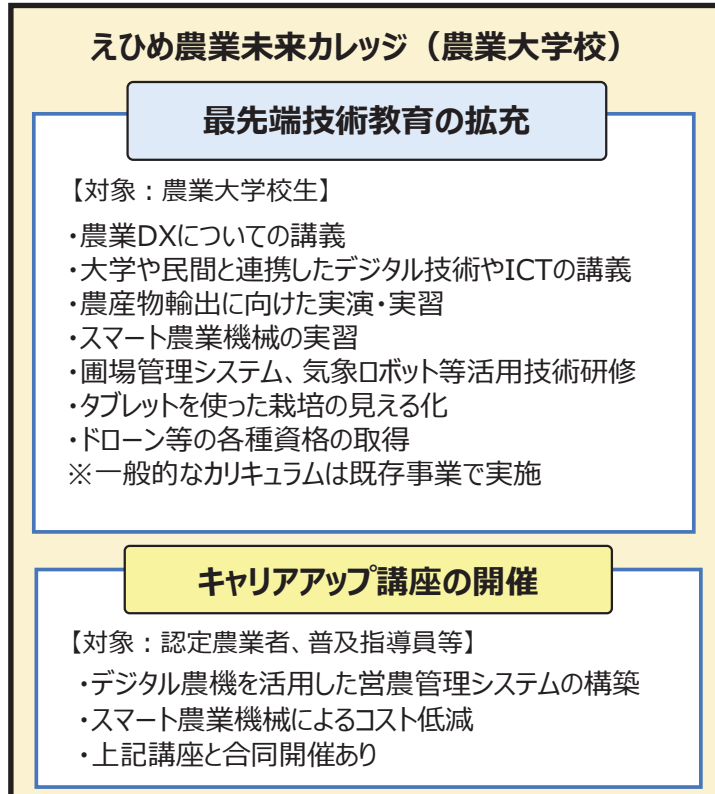 えひめ農業未来カレッジ（農業大学校）
最先端技術教育の拡充
【対象：農業大学校生】
・農業DXについての講義
・大学や民間と連携したデジタル技術やICTの講義
・農産物輸出に向けた実演・実習
・スマート農業機械の実習
・圃場管理システム、気象ロボット等活用技術研修
・タブレットを使った栽培の見える化
・ドローン等の各種資格の取得
※一般的なカリキュラムは既存事業で実施
キャリアアップ講座の開催
【対象：認定農業者、普及指導員等】
・デジタル農機を活用した営農管理システムの構築
・スマート農業機械によるコスト低減
・上記講座と合同開催あり